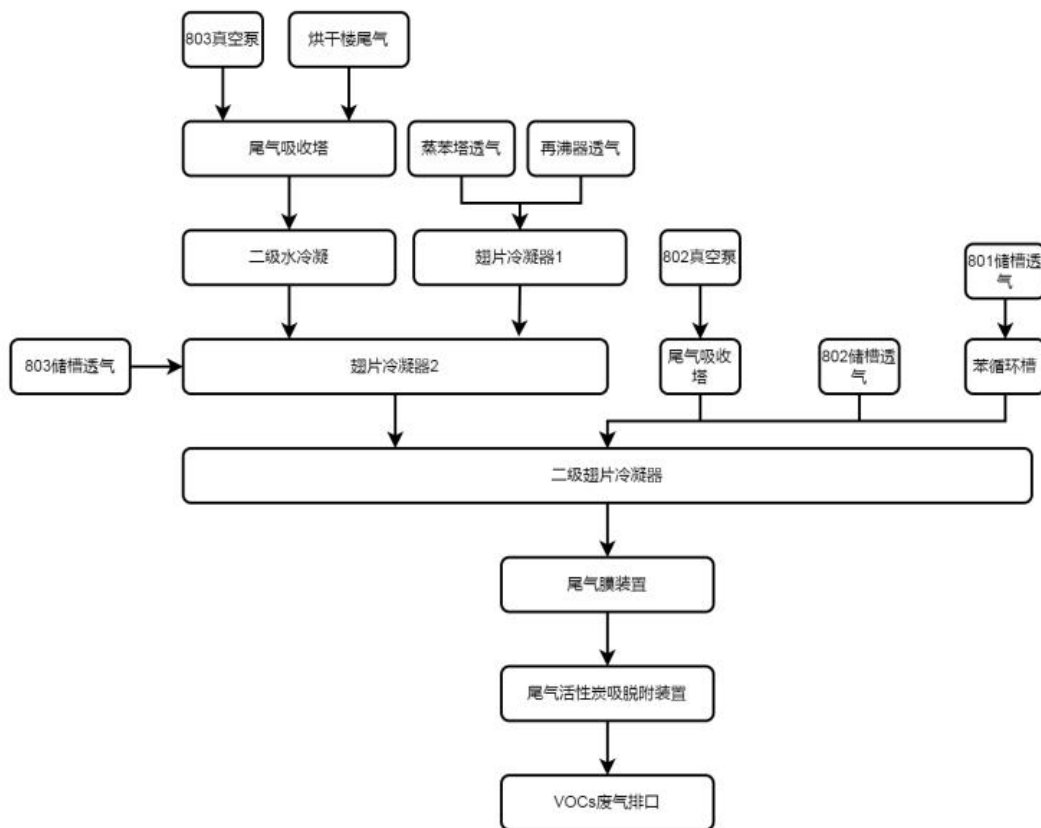 803真空泵
烘干楼尾气
尾气吸收塔
蒸苯塔透气
再沸器透气
二级水冷凝
翅片冷凝器1
802真空泵
801储槽透
气
803储槽透气
翅片冷凝器2
尾气吸收
塔
802储槽透
气
苯循环槽
二级翅片冷凝器
尾气膜装置
尾气活性炭吸脱附装置
VOCs废气排口